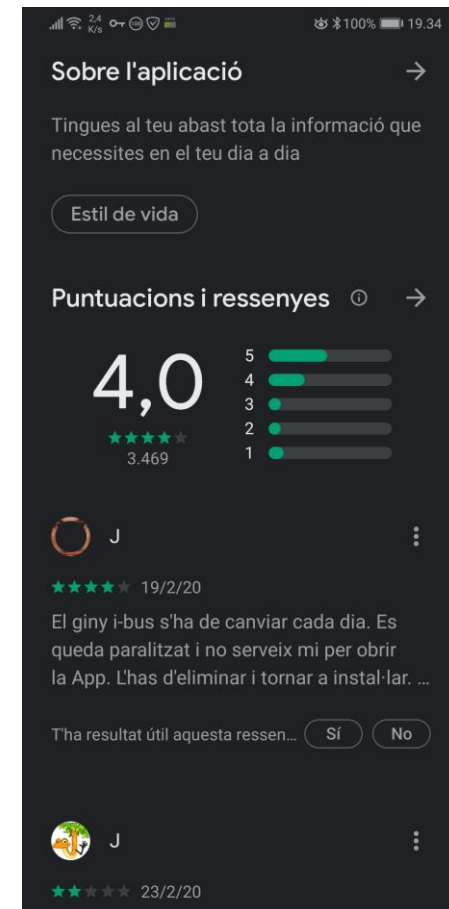 2,4
K/s
100% 19.34
Sobre l'aplicació
Tingues al teu abast tota la informació que
necessites en el teu dia a dia
Estil de vida
Puntuacions i ressenyes
4,0
3.469
5
4
3
2
1
J
19/2/20
El giny i-bus s'ha de canviar cada dia. Es
queda paralitzat i no serveix mi per obrir
la App. L'has d'eliminar i tornar a instal·lar. ...
T'ha resultat útil aquesta ressen... Sí No
J
23/2/20